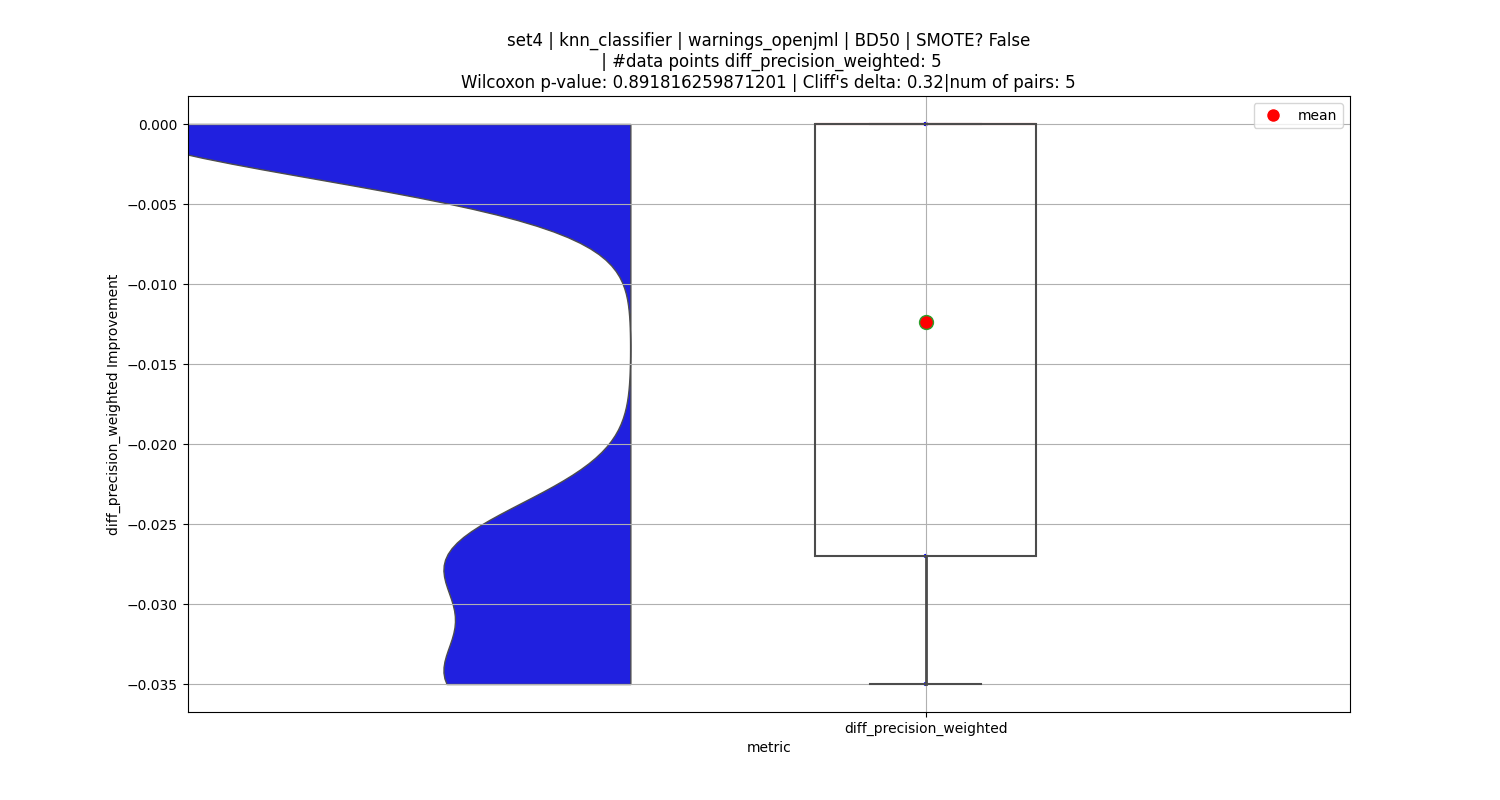 set4 | knn_classifier | warnings_openjml | BD50 | SMOTE? False
| #data points diff_precision_weighted: 5
Wilcoxon p-value: 0.891816259871201 | Cliff's delta: 0.32|num of pairs: 5
mean
0.000
−0.005
−0.010
−0.015
−0.020
−0.025
−0.030
−0.035
diff_precision_weighted Improvement
diff_precision_weighted
metric